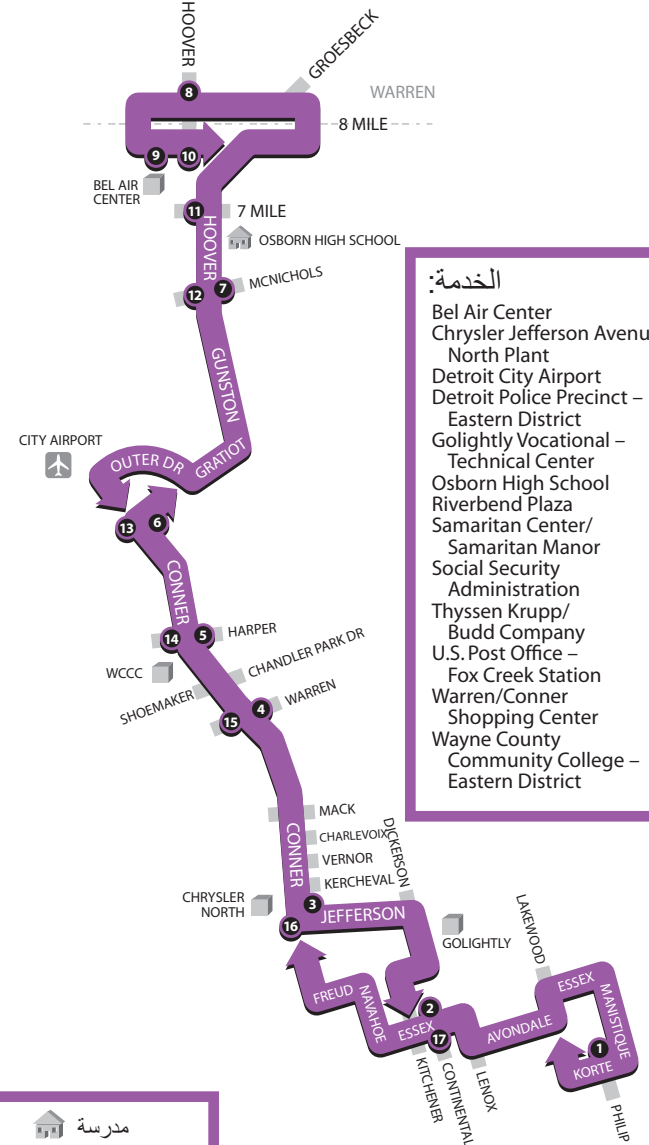 HOOVER
GROESBECK
WARREN
8
8 MILE
9
10
BEL AIR
CENTER
11
7 MILE
HOOVER
OSBORN HIGH SCHOOL
12
7
MCNICHOLS
GUNSTON
CITY AIRPORT
OUTER DR
GRATIOT
13
6
CONNER
14
5
HARPER
WCCC
CHANDLER PARK DR
SHOEMAKER
15
4
WARREN
MACK
CHARLEVOIX
VERNOR
KERCHEVAL
CONNER
DICKERSON
CHRYSLER
NORTH
3
16
JEFFERSON
GOLIGHTLY
LAKEWOOD
FREUD
NAVAHOE
ESSEX
2
17
KITCHENER
CONTINENTAL
LENOX
AVONDALE
ESSEX
MANISTIQUE
1
KORTE
PHILIP
الخدمة:
Bel Air Center
Chrysler Jefferson Avenu
North Plant
Detroit City Airport
Detroit Police Precinct –
Eastern District
Golightly Vocational –
Technical Center
Osborn High School
Riverbend Plaza
Samaritan Center/
Samaritan Manor
Social Security
Administration
Thyssen Krupp/
Budd Company
U.S. Post Office –
Fox Creek Station
Warren/Conner
Shopping Center
Wayne County
Community College –
Eastern District
مدرسة